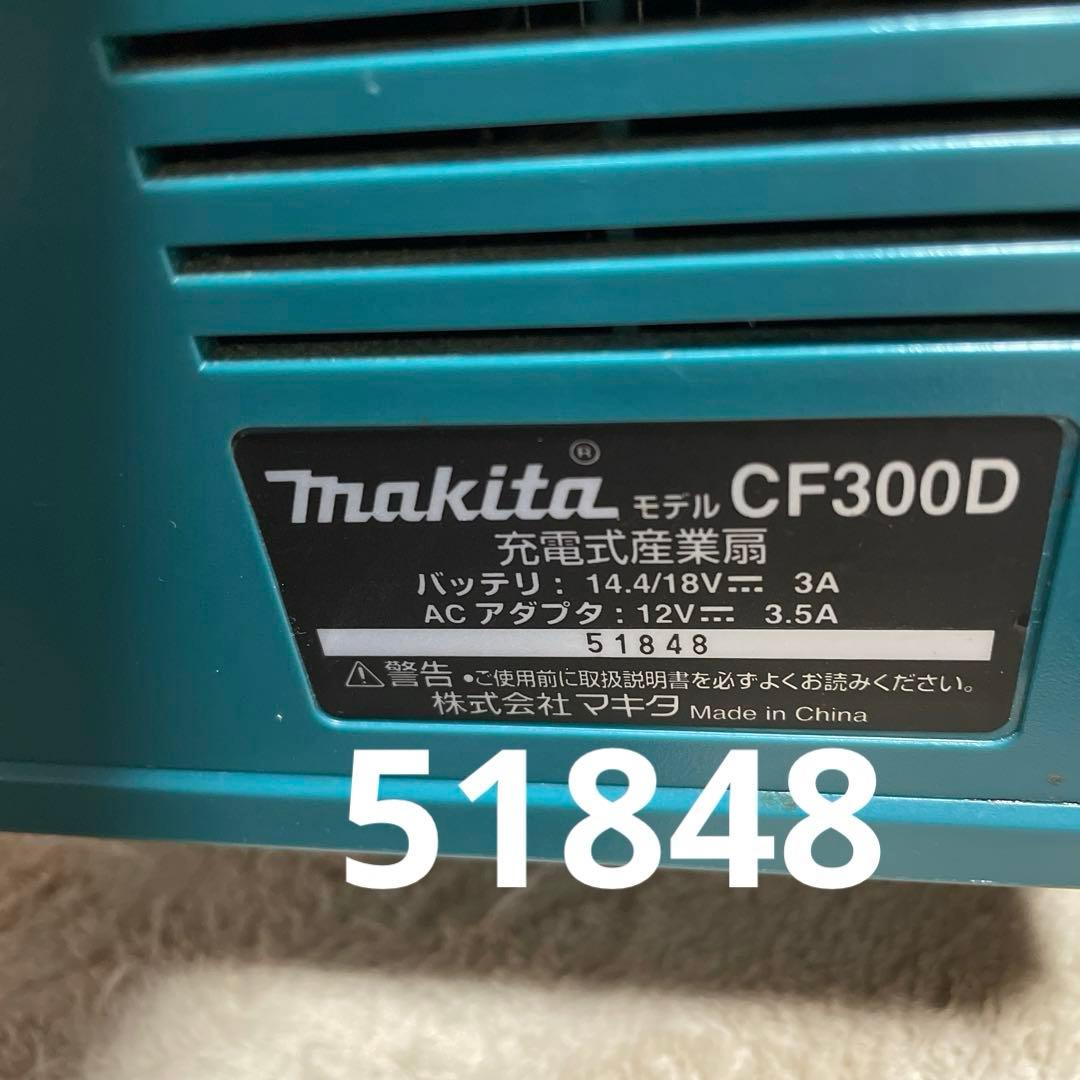 makita® モデル CF300D
充電式産業扇
バッテリ: 14.4/18V⎓ 3A
ACアダプタ: 12V⎓ 3.5A
51848
⚠警告 •ご使用前に取扱説明書を必ずよくお読みください。
株式会社マキタ Made in China
51848